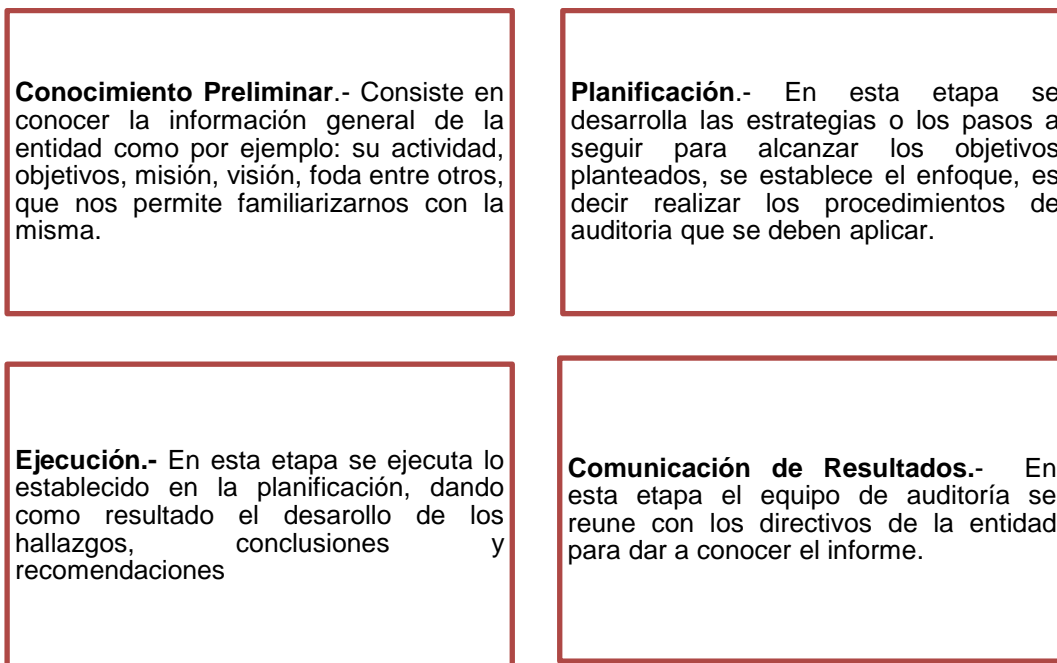 Conocimiento Preliminar.- Consiste en
conocer la información general de la
entidad como por ejemplo: su actividad,
objetivos, misión, visión, foda entre otros,
que nos permite familiarizarnos con la
misma.
Planificación.- En esta etapa se
desarrolla las estrategias o los pasos a
seguir para alcanzar los objetivos
planteados, se establece el enfoque, es
decir realizar los procedimientos de
auditoria que se deben aplicar.
Ejecución.- En esta etapa se ejecuta lo
establecido en la planificación, dando
como resultado el desarollo de los
hallazgos, conclusiones y
recomendaciones
Comunicación de Resultados.- En
esta etapa el equipo de auditoría se
reune con los directivos de la entidad
para dar a conocer el informe.